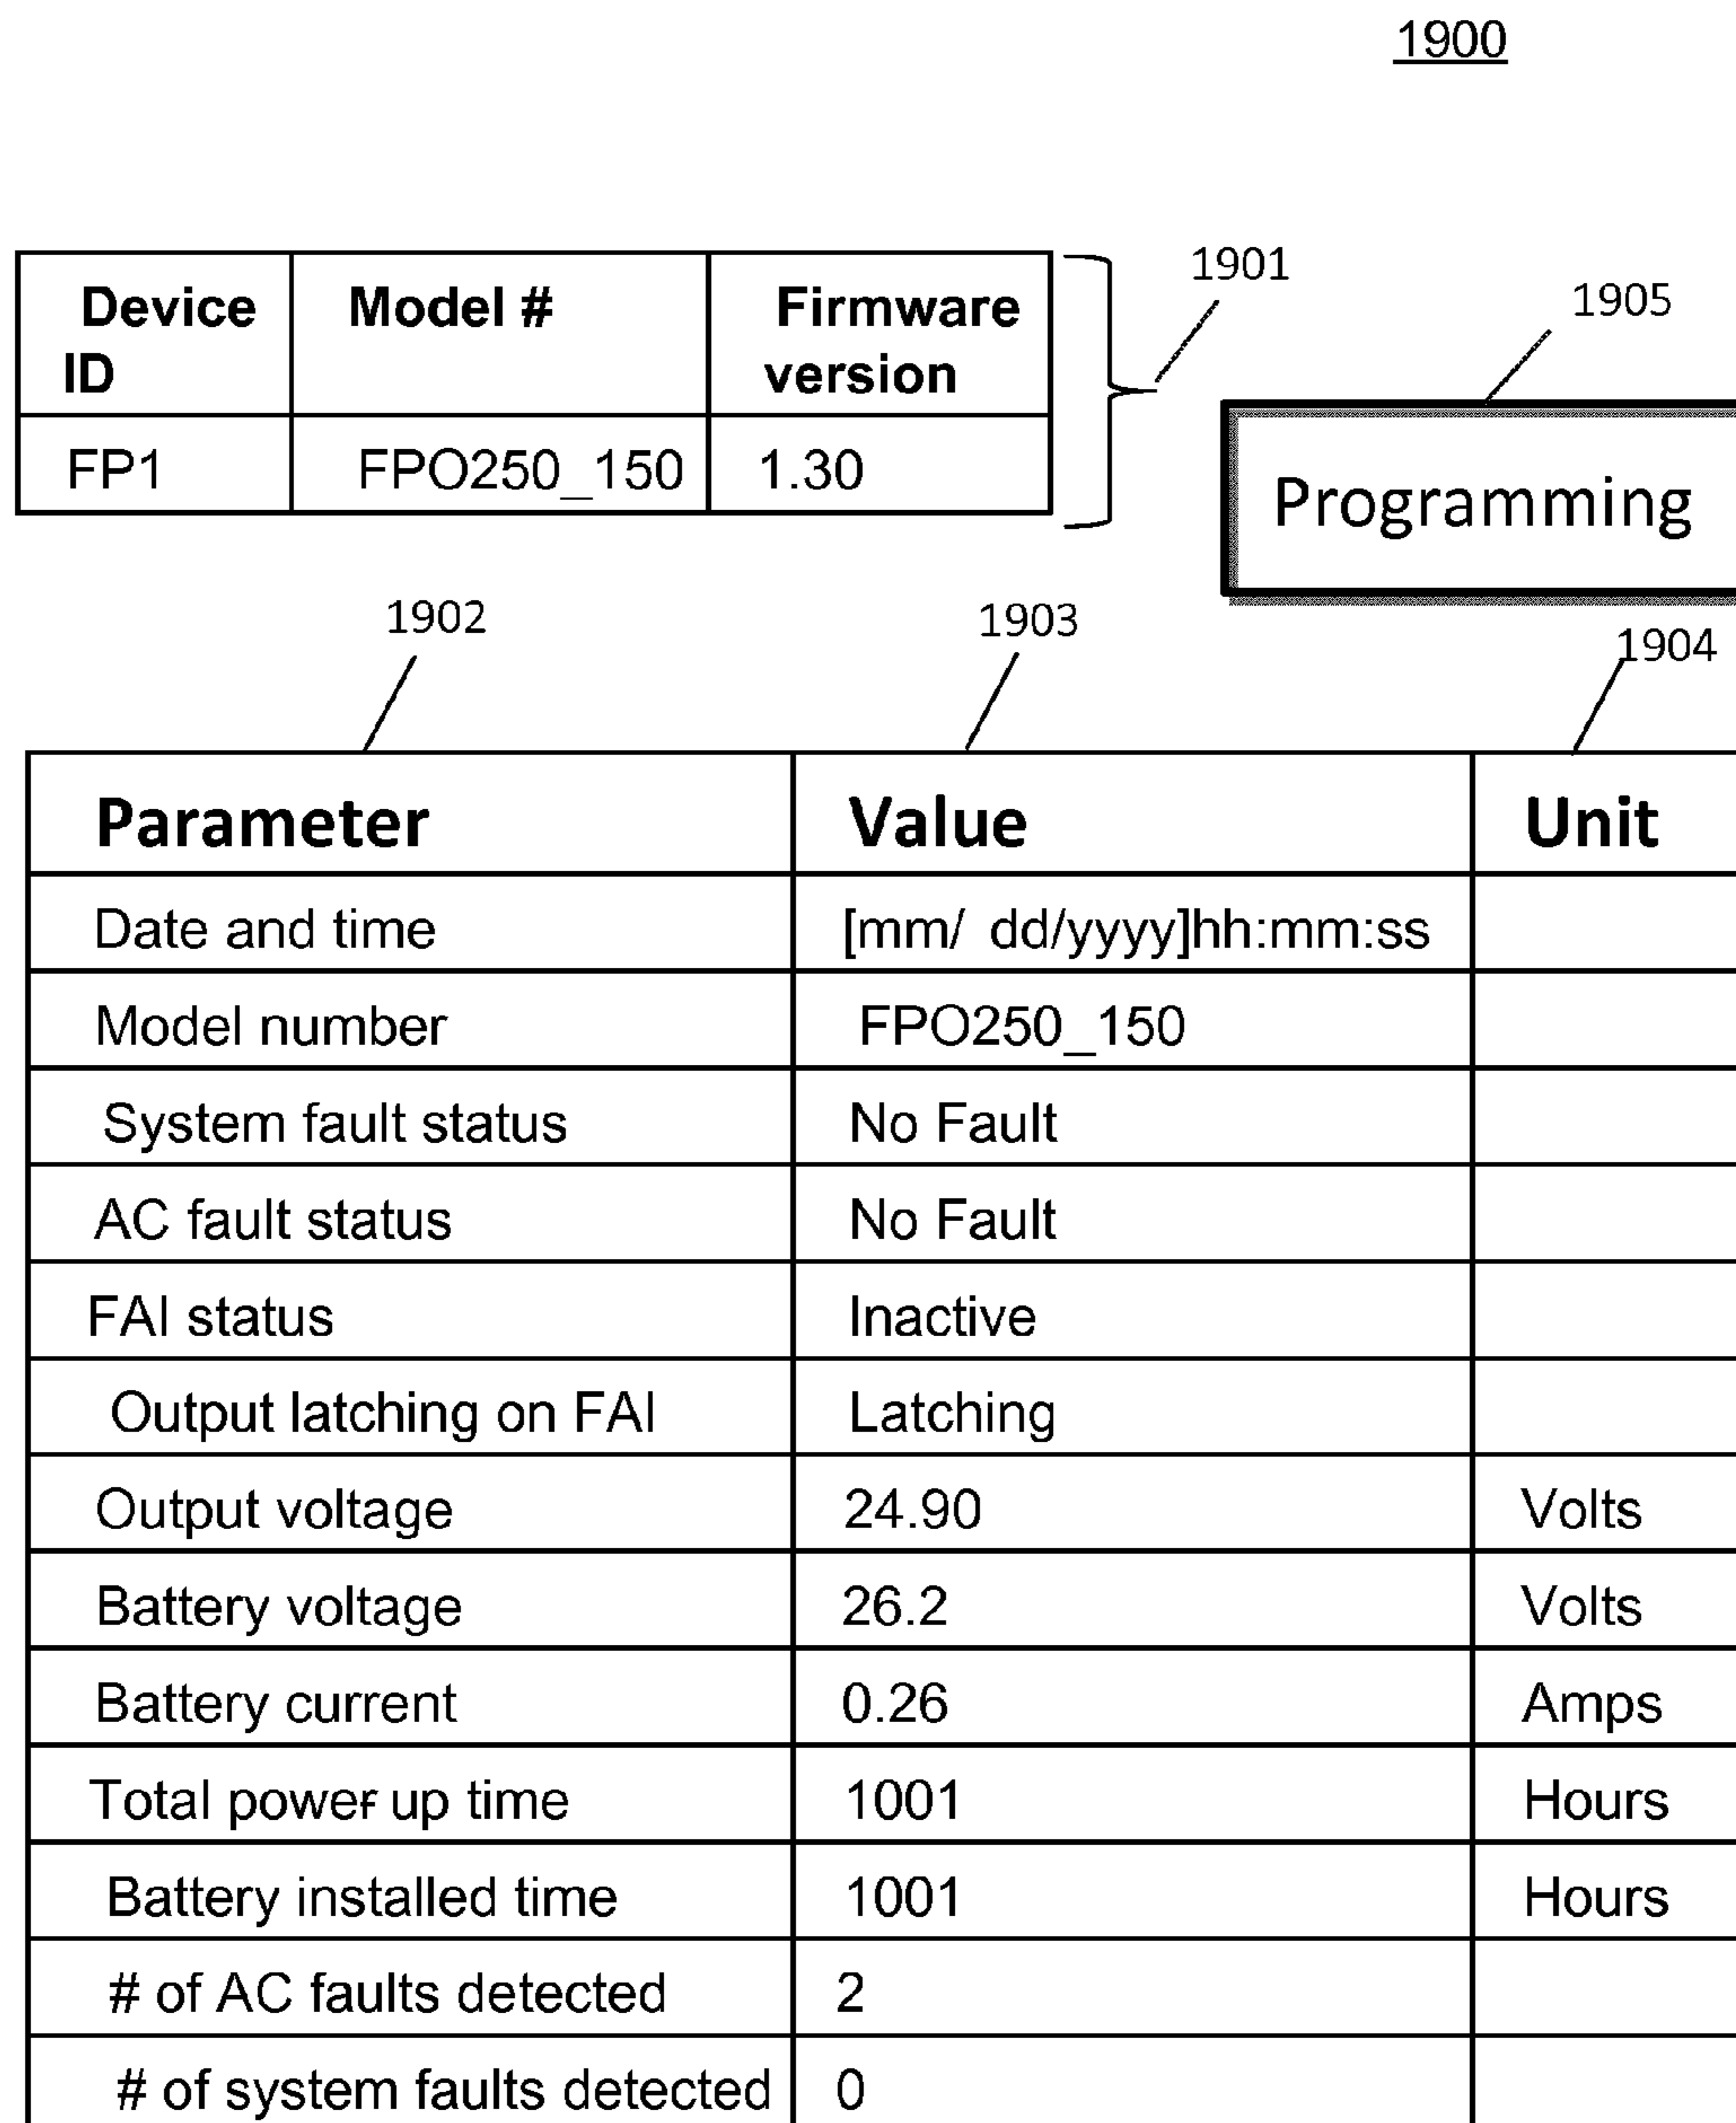 1900
1901
1905
Device ID Model # Firmware version
FP1 FPO250_150 1.30
Programming
1902 1903 1904
Parameter Value Unit
Date and time [mm/ dd/yyyy]hh:mm:ss
Model number FPO250_150
System fault status No Fault
AC fault status No Fault
FAI status Inactive
Output latching on FAI Latching
Output voltage 24.90 Volts
Battery voltage 26.2 Volts
Battery current 0.26 Amps
Total power up time 1001 Hours
Battery installed time 1001 Hours
# of AC faults detected 2
# of system faults detected 0